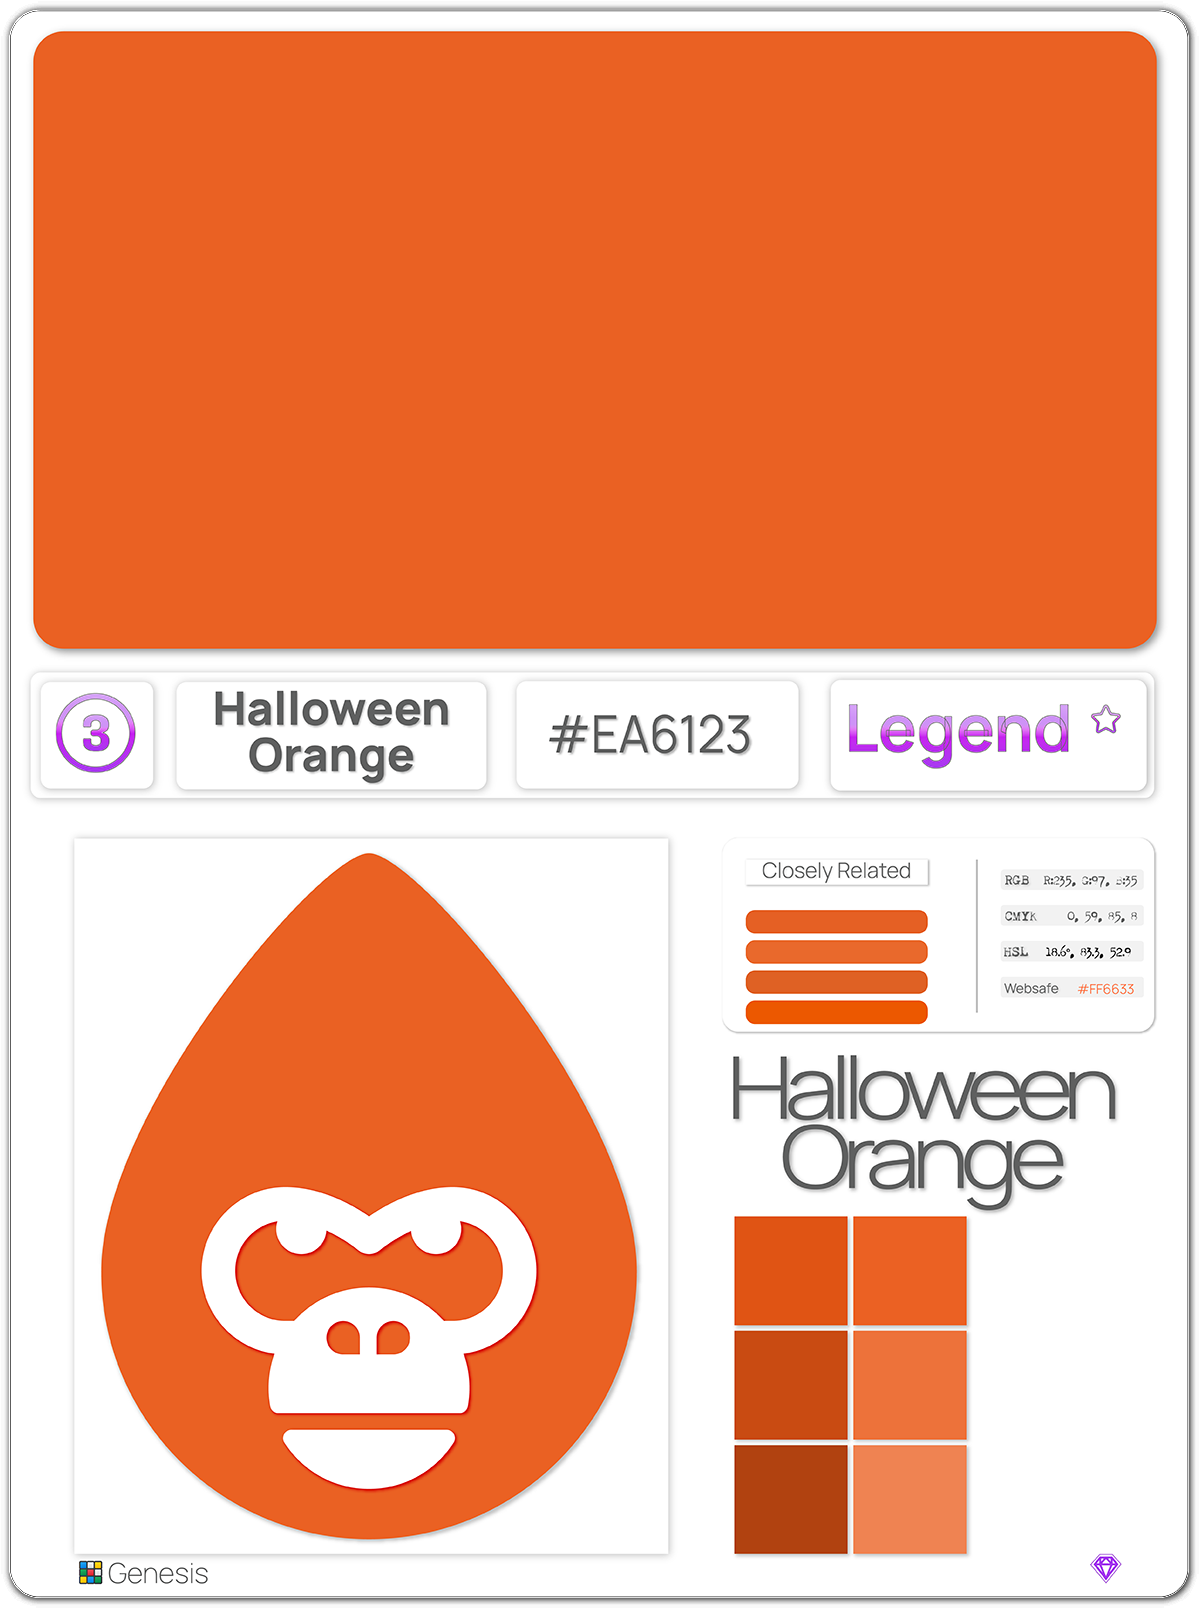 3
Halloween
Orange
#EA6123
Legend
Closely Related
RGB R:235, G:97, B:35
CMYK 0, 59, 85, 8
HSL 18.6°, 83.3, 52.9
Websafe #FF6633
Halloween
Orange
Genesis